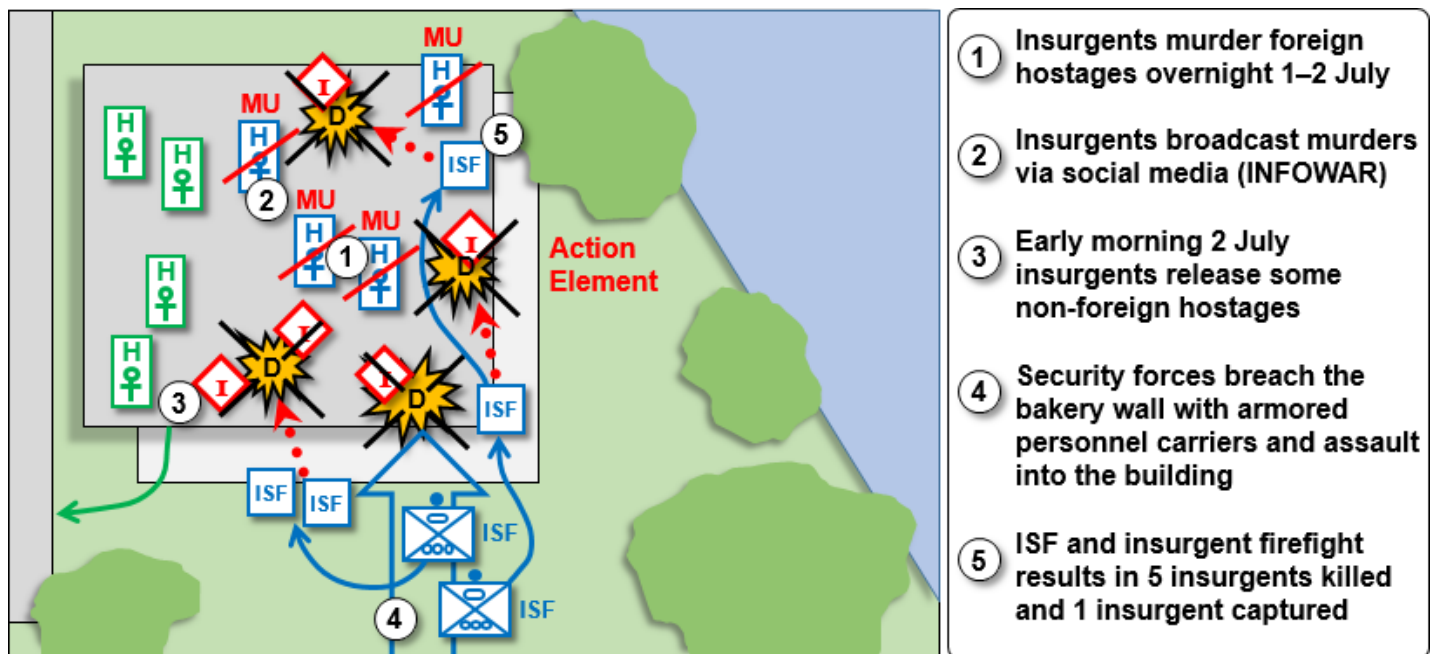 MU
H
I
D
H
MU
H
H
5
ISF
2
MU
H
MU
H
1
I
D
Action
Element
H
I
D
I
I
D
H
3
ISF
ISF
ISF
ISF
ISF
4
1
Insurgents murder foreign
hostages overnight 1–2 July
2
Insurgents broadcast murders
via social media (INFOWAR)
3
Early morning 2 July
insurgents release some
non-foreign hostages
4
Security forces breach the
bakery wall with armored
personnel carriers and assault
into the building
5
ISF and insurgent firefight
results in 5 insurgents killed
and 1 insurgent captured